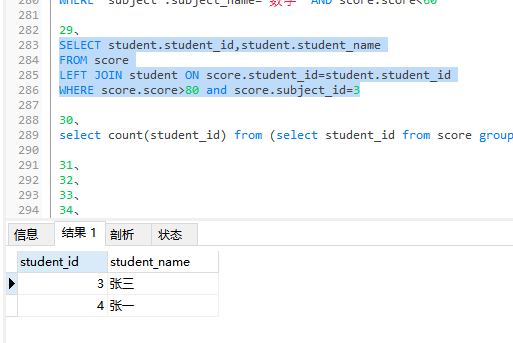 280 WHERE `subject`.subject_name="数学" AND score.score<60
281
282 29、
283 SELECT student.student_id,student.student_name
284 FROM score
285 LEFT JOIN student ON score.student_id=student.student_id
286 WHERE score.score>80 and score.subject_id=3
287
288 30、
289 select count(student_id) from (select student_id from score group
290
291 31、
292 32、
293 33、
294 34、
信息 结果 1 剖析 状态
student_id student_name
3 张三
4 张一